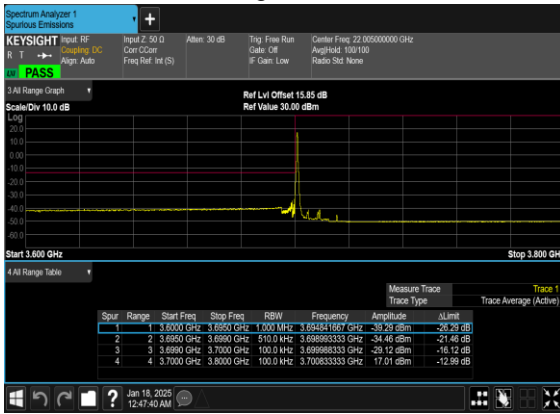 Spectrum Analyzer 1
Spurious Emissions
+
KEYSIGHT Input: RF Input Z: 50 Ω Atten: 30 dB Trig: Free Run Center Freq: 22.005000000 GHz
R T Coupling: DC Corr CCorr Gate: Off Avg|Hold: 100/100
Align: Auto Freq Ref: Int (S) IF Gain: Low Radio Std: None
PASS
3 All Range Graph Ref Lvl Offset 15.85 dB
Scale/Div 10.0 dB Ref Value 30.00 dBm
Log
20.0
10.0
0.00
-10.0
-20.0
-30.0
-40.0
-50.0
-60.0
Start 3.600 GHz Stop 3.800 GH
4 All Range Table
Measure Trace Trace 1
Trace Type Trace Average (Active)
Spur Range Start Freq Stop Freq RBW Frequency Amplitude ΔLimit
1 1 3.6000 GHz 3.6950 GHz 1.000 MHz 3.694841667 GHz -39.29 dBm -26.29 dB
2 2 3.6950 GHz 3.6990 GHz 510.0 kHz 3.698993333 GHz -34.46 dBm -21.46 dB
3 3 3.6990 GHz 3.7000 GHz 100.0 kHz 3.699988333 GHz -29.12 dBm -16.12 dB
4 4 3.7000 GHz 3.8000 GHz 100.0 kHz 3.700833333 GHz 17.01 dBm -12.99 dB
? Jan 18, 2025
12:47:40 AM